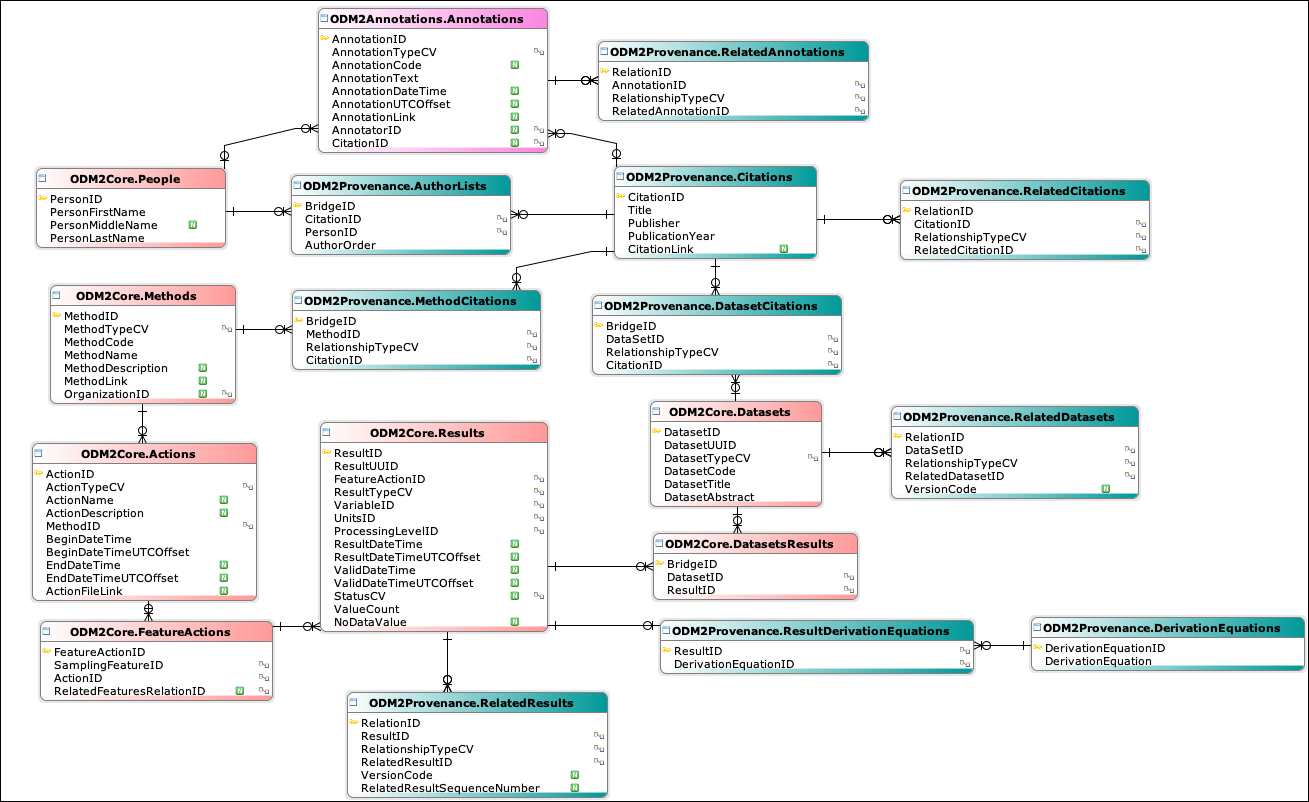 ODM2Annotations.Annotations
AnnotationID
AnnotationTypeCV
AnnotationCode
AnnotationText
AnnotationDateTime
AnnotationUTCOffset
AnnotationLink
AnnotatorID
CitationID
ODM2Provenance.RelatedAnnotations
RelationID
AnnotationID
RelationshipTypeCV
RelatedAnnotationID
ODM2Core.People
PersonID
PersonFirstName
PersonMiddleName
PersonLastName
ODM2Provenance.AuthorLists
BridgeID
CitationID
PersonID
AuthorOrder
ODM2Provenance.Citations
CitationID
Title
Publisher
PublicationYear
CitationLink
ODM2Provenance.RelatedCitations
RelationID
CitationID
RelationshipTypeCV
RelatedCitationID
ODM2Core.Methods
MethodID
MethodTypeCV
MethodCode
MethodName
MethodDescription
MethodLink
OrganizationID
ODM2Provenance.MethodCitations
BridgeID
MethodID
RelationshipTypeCV
CitationID
ODM2Provenance.DatasetCitations
BridgeID
DataSetID
RelationshipTypeCV
CitationID
ODM2Core.Datasets
DatasetID
DatasetUUID
DatasetTypeCV
DatasetCode
DatasetTitle
DatasetAbstract
ODM2Provenance.RelatedDatasets
RelationID
DataSetID
RelationshipTypeCV
RelatedDatasetID
VersionCode
ODM2Core.Actions
ActionID
ActionTypeCV
ActionName
ActionDescription
MethodID
BeginDateTime
BeginDateTimeUTCOffset
EndDateTime
EndDateTimeUTCOffset
ActionFileLink
ODM2Core.Results
ResultID
ResultUUID
FeatureActionID
ResultTypeCV
VariableID
UnitsID
ProcessingLevelID
ResultDateTime
ResultDateTimeUTCOffset
ValidDateTime
ValidDateTimeUTCOffset
StatusCV
ValueCount
NoDataValue
ODM2Core.DatasetsResults
BridgeID
DatasetID
ResultID
ODM2Core.FeatureActions
FeatureActionID
SamplingFeatureID
ActionID
RelatedFeaturesRelationID
ODM2Provenance.ResultDerivationEquations
ResultID
DerivationEquationID
ODM2Provenance.DerivationEquations
DerivationEquationID
DerivationEquation
ODM2Provenance.RelatedResults
RelationID
ResultID
RelationshipTypeCV
RelatedResultID
VersionCode
RelatedResultSequenceNumber